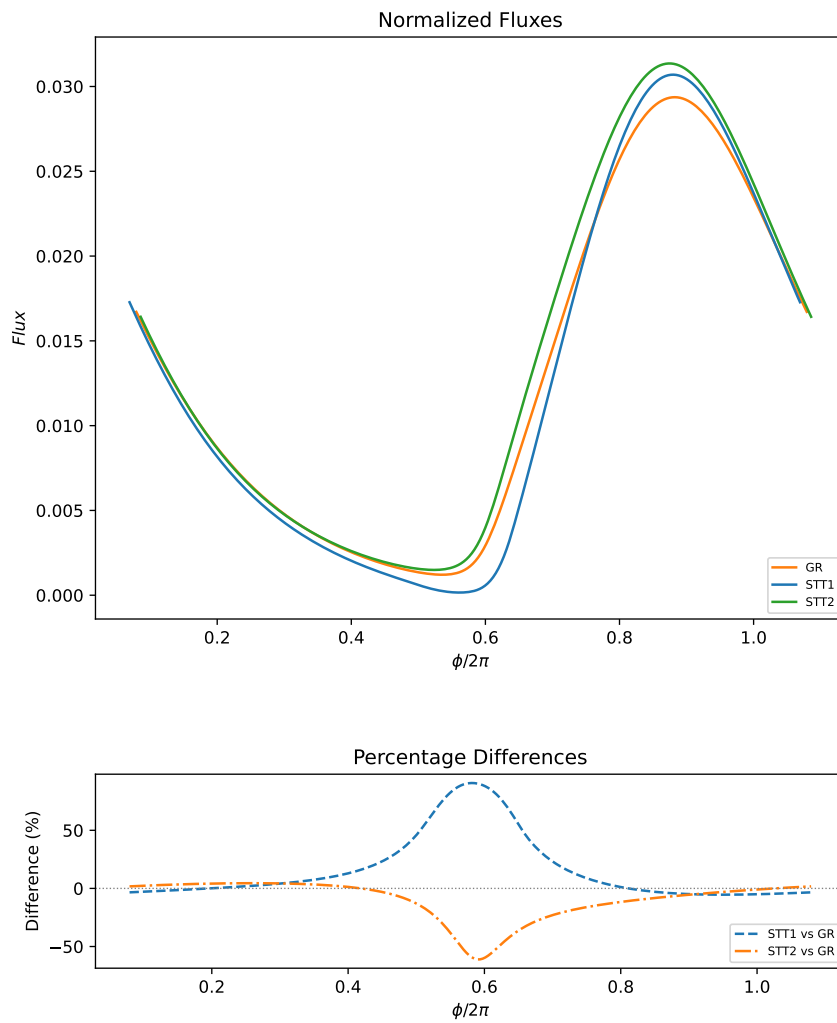 Normalized Fluxes
0.030
0.025
0.020
0.015
0.010
0.005
0.000
Flux
0.2 0.4 0.6 0.8 1.0
ϕ/2π
GR
STT1
STT2
Percentage Differences
50
0
−50
Difference (%)
0.2 0.4 0.6 0.8 1.0
ϕ/2π
STT1 vs GR
STT2 vs GR